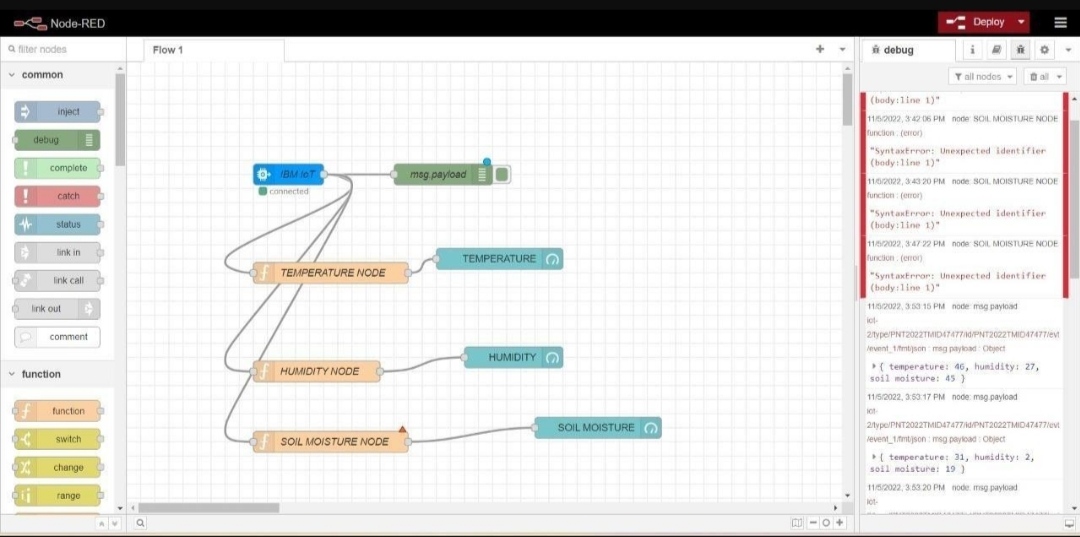 Node-RED
Deploy
filter nodes
Flow 1
debug
common
all nodes
all
inject
debug
complete
catch
status
link in
link call
link out
comment
function
function
switch
change
range
IBM IoT
connected
msg.payload
TEMPERATURE NODE
TEMPERATURE
HUMIDITY NODE
HUMIDITY
SOIL MOISTURE NODE
SOIL MOISTURE
(body:line 1)"
11/5/2022, 3:42:06 PM node: SOIL MOISTURE NODE
function : (error)
"SyntaxError: Unexpected identifier
(body:line 1)"
11/5/2022, 3:43:20 PM node: SOIL MOISTURE NODE
function : (error)
"SyntaxError: Unexpected identifier
(body:line 1)"
11/5/2022, 3:47:22 PM node: SOIL MOISTURE NODE
function : (error)
"SyntaxError: Unexpected identifier
(body:line 1)"
11/5/2022, 3:53:15 PM node: msg.payload
iot-
2/type/PNT2022TMID47477/id/PNT2022TMID47477/evt
/event_1/fmt/json : msg.payload : Object
{ temperature: 46, humidity: 27,
soil moisture: 45 }
11/5/2022, 3:53:17 PM node: msg.payload
iot-
2/type/PNT2022TMID47477/id/PNT2022TMID47477/evt
/event_1/fmt/json : msg.payload : Object
{ temperature: 31, humidity: 2,
soil moisture: 19 }
11/5/2022, 3:53:20 PM node: msg.payload
iot-